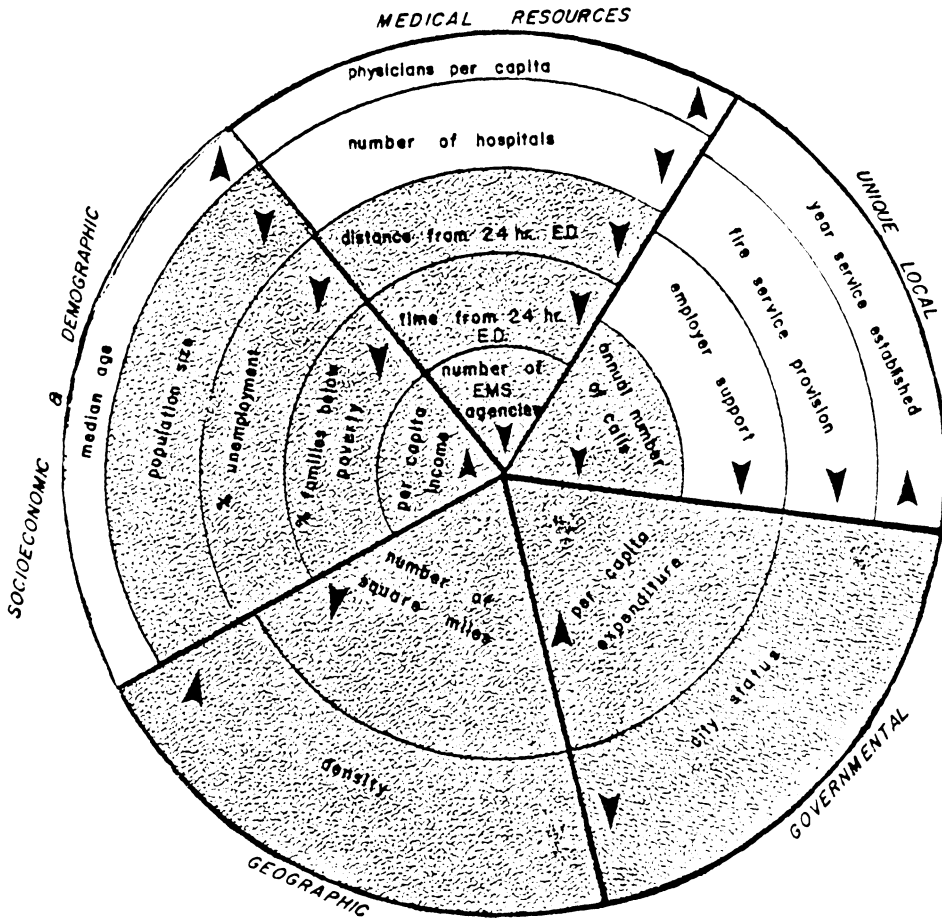 MEDICAL RESOURCES
physicians per capita
number of hospitals
distance from 24 hr. E.D.
time from 24 hr.
E.D.
number of
EMS
agencies
UNIQUE LOCAL
year service established
fire service provision
employer support
annual number
of
calls
GOVERNMENTAL
city status
per capita
expenditure
GEOGRAPHIC
density
number of
square miles
SOCIOECONOMIC & DEMOGRAPHIC
median age
population size
% unemployment
% families below
poverty
per capita
income